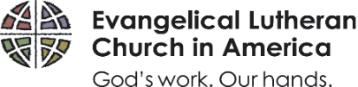 Evangelical Lutheran
Church in America
God's work. Our hands.